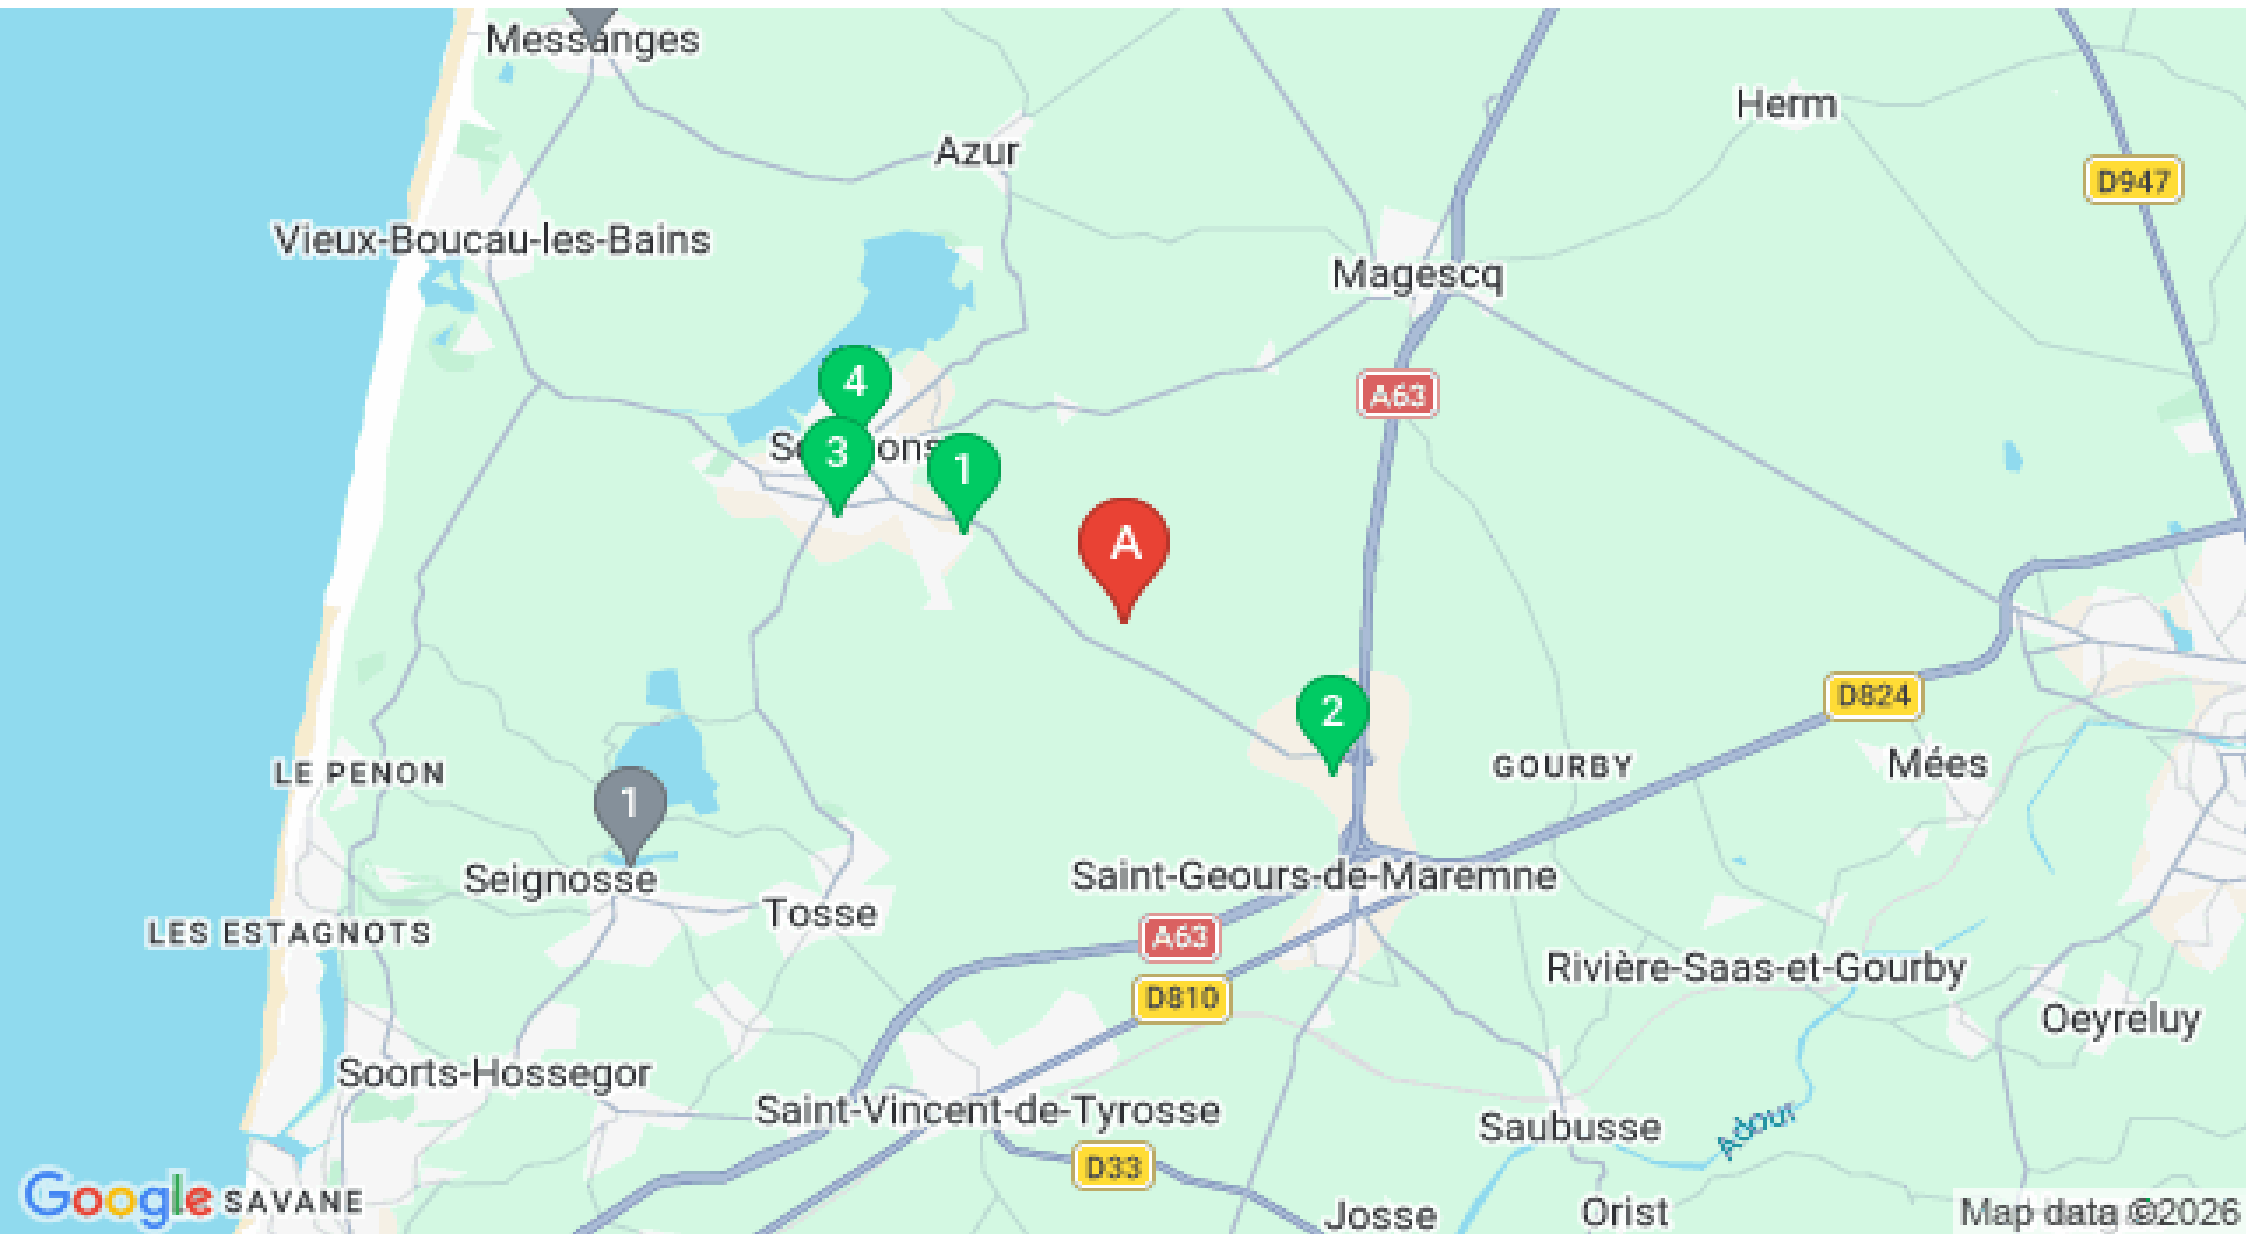 Messanges
Herm
Azur
D947
Vieux-Boucau-les-Bains
Magescq
4
A63
3
1
A
2
D824
GOURBY
Mées
LE PENON
1
Seignosse
Saint-Geours-de-Maremne
Tosse
LES ESTAGNOTS
A63
Rivière-Saas-et-Gourby
D810
Oeyreluy
Soorts-Hossegor
Saint-Vincent-de-Tyrosse
Saubusse
Adour
D33
Google
SAVANE
Josse
Orist
Map data ©2026